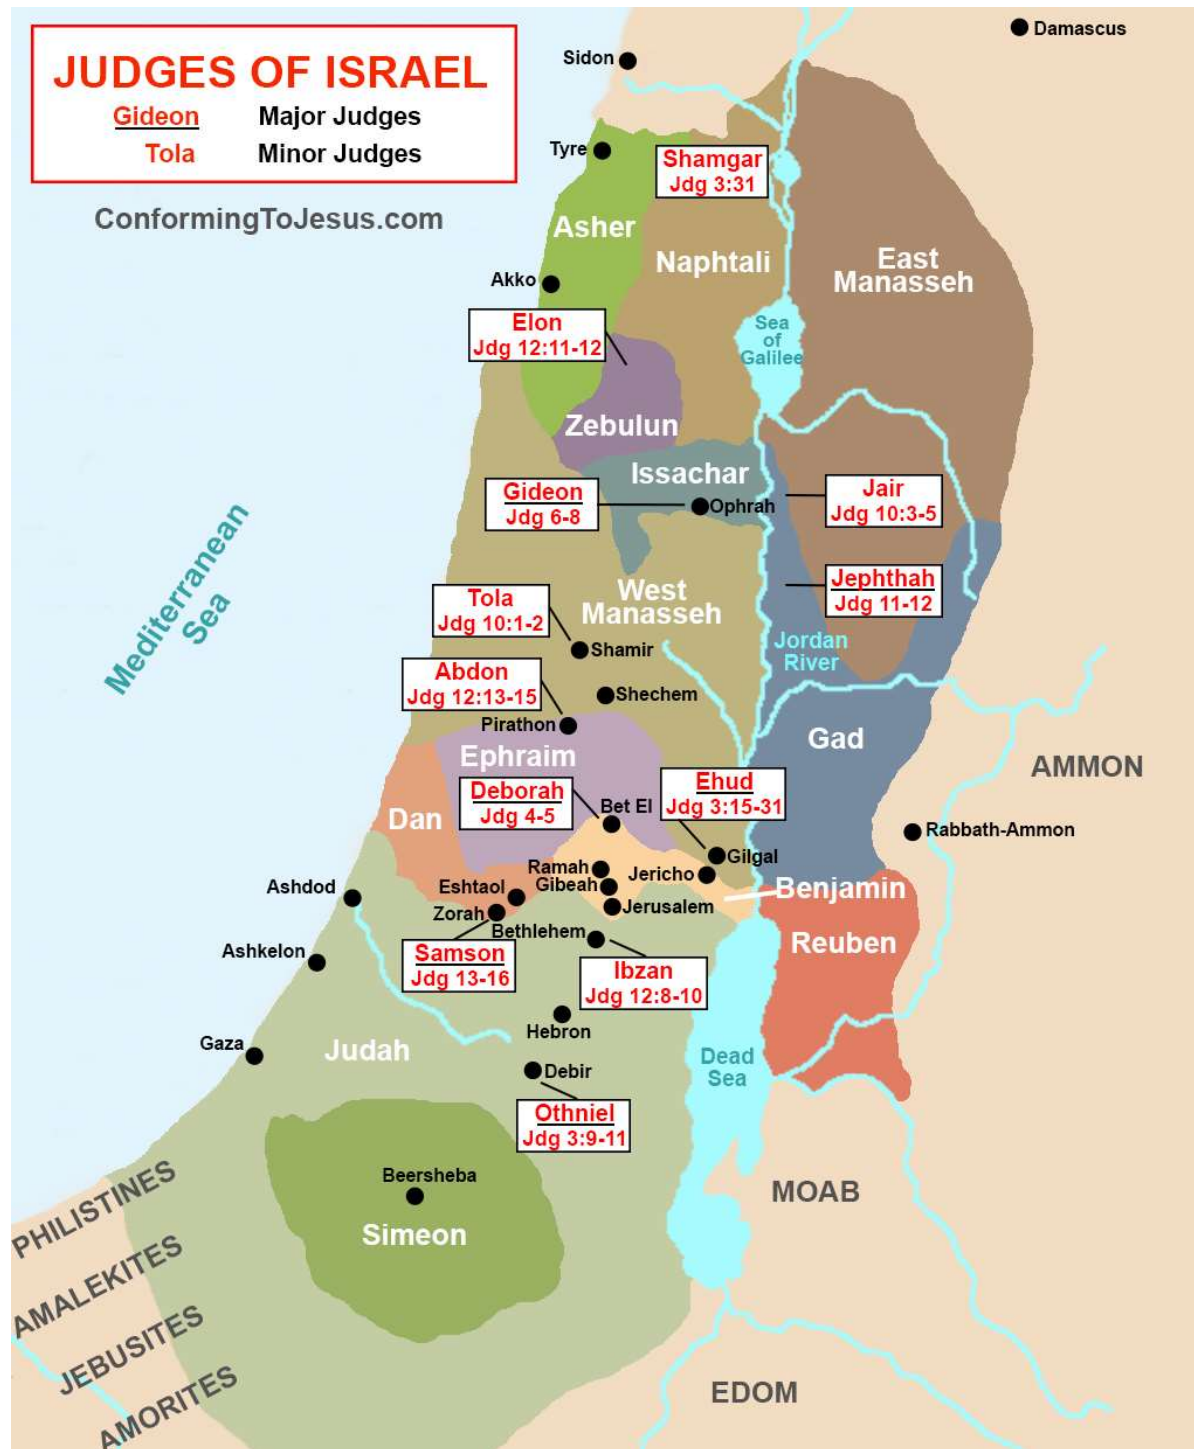 JUDGES OF ISRAEL
Gideon Major Judges
Tola Minor Judges
ConformingToJesus.com
Damascus
Sidon
Tyre
Shamgar
Jdg 3:31
Asher
Naphtali
East
Manasseh
Akko
Elon
Jdg 12:11-12
Sea
of
Galilee
Zebulun
Issachar
Gideon
Jdg 6-8
Ophrah
Jair
Jdg 10:3-5
Mediterranean
Sea
West
Manasseh
Jephthah
Jdg 11-12
Tola
Jdg 10:1-2
Shamir
Jordan
River
Abdon
Jdg 12:13-15
Shechem
Pirathon
Ephraim
Gad
AMMON
Deborah
Jdg 4-5
Bet El
Ehud
Jdg 3:15-31
Dan
Rabbath-Ammon
Gilgal
Ramah
Jericho
Gibeah
Benjamin
Ashdod
Eshtaol
Zorah
Jerusalem
Bethlehem
Reuben
Ashkelon
Samson
Jdg 13-16
Ibzan
Jdg 12:8-10
Hebron
Gaza
Judah
Debir
Dead
Sea
Othniel
Jdg 3:9-11
Beersheba
Simeon
MOAB
PHILISTINES
AMALEKITES
JEBUSITES
AMORITES
EDOM